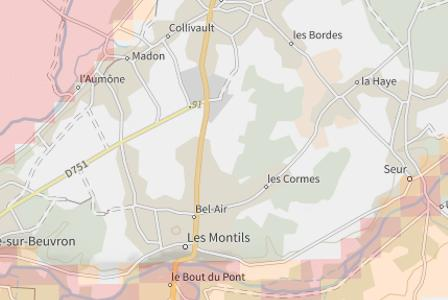 Collivault
les Bordes
Madon
l'Aumône
la Haye
91
D751
Seur
les Cormes
Bel-Air
e-sur-Beuvron
Les Montils
le Bout du Pont